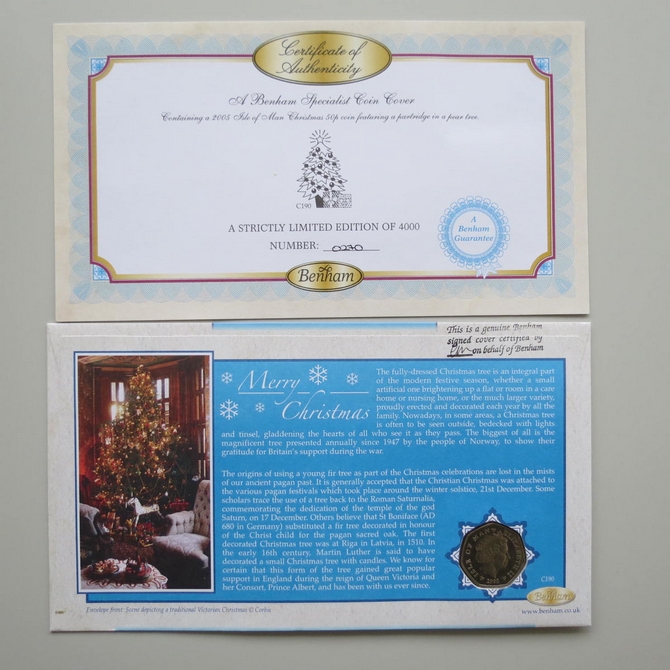 Certificate of
Authenticity
A Benham Specialist Coin Cover
Containing a 2005 Isle of Man Christmas 50p coin featuring a partridge in a pear tree.
C190
A STRICTLY LIMITED EDITION OF 4000
NUMBER: 0230
A
Benham
Guarantee
Benham
This is a genuine Benham
signed cover certified by
on behalf of Benham
Merry
Christmas
The fully-dressed Christmas tree is an integral part
of the modern festive season, whether a small
artificial one brightening up a flat or room in a care
home or nursing home, or the much larger variety,
proudly erected and decorated each year by all the
family. Nowadays, in some areas, a Christmas tree
is often to be seen outside, bedecked with lights
and tinsel, gladdening the hearts of all who see it as they pass. The biggest of all is the
magnificent tree presented annually since 1947 by the people of Norway, to show their
gratitude for Britain's support during the war.
The origins of using a young fir tree as part of the Christmas celebrations are lost in the mists
of our ancient pagan past. It is generally accepted that the Christian Christmas was attached to
the various pagan festivals which took place around the winter solstice, 21st December. Some
scholars trace the use of a tree back to the Roman Saturnalia,
commemorating the dedication of the temple of the god
Saturn, on 17 December. Others believe that St Boniface (AD
680 in Germany) substituted a fir tree decorated in honour
of the Christ child for the pagan sacred oak. The first
decorated Christmas tree was at Riga in Latvia, in 1510. In
the early 16th century, Martin Luther is said to have
decorated a small Christmas tree with candles. We know for
certain that this form of the tree gained great popular
support in England during the reign of Queen Victoria and
her Consort, Prince Albert, and has been with us ever since.
C190
Benham
Envelope front: Scene depicting a traditional Victorian Christmas © Corbis
www.benham.co.uk